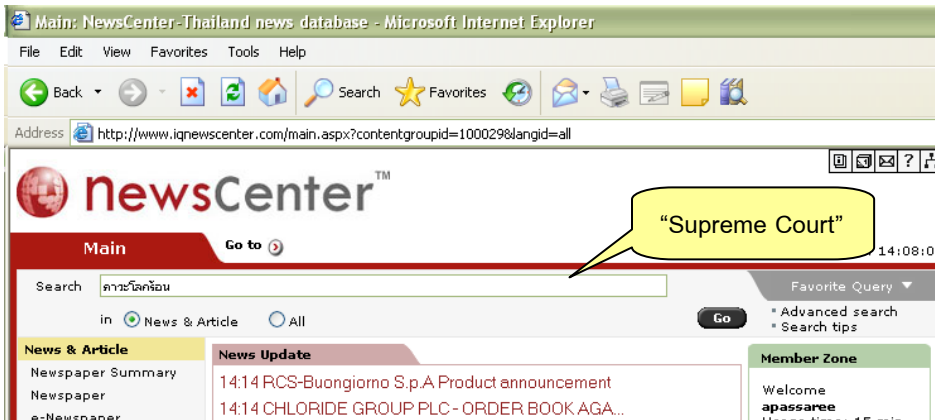 Main: NewsCenter-Thailand news database - Microsoft Internet Explorer
File Edit View Favorites Tools Help
Back Search Favorites
Address http://www.iqnewscenter.com/main.aspx?contentgroupid=100029&langid=all
newsCenter™
“Supreme Court”
Main Go to 14:08:0
Search ภาวะโลกร้อน
Favorite Query
in News & Article All Go
Advanced search
Search tips
News & Article
Newspaper Summary
Newspaper
e-Newspaper
News Update
14:14 RCS-Buongiorno S.p.A Product announcement
14:14 CHLORIDE GROUP PLC - ORDER BOOK AGA...
Member Zone
Welcome
apassaree